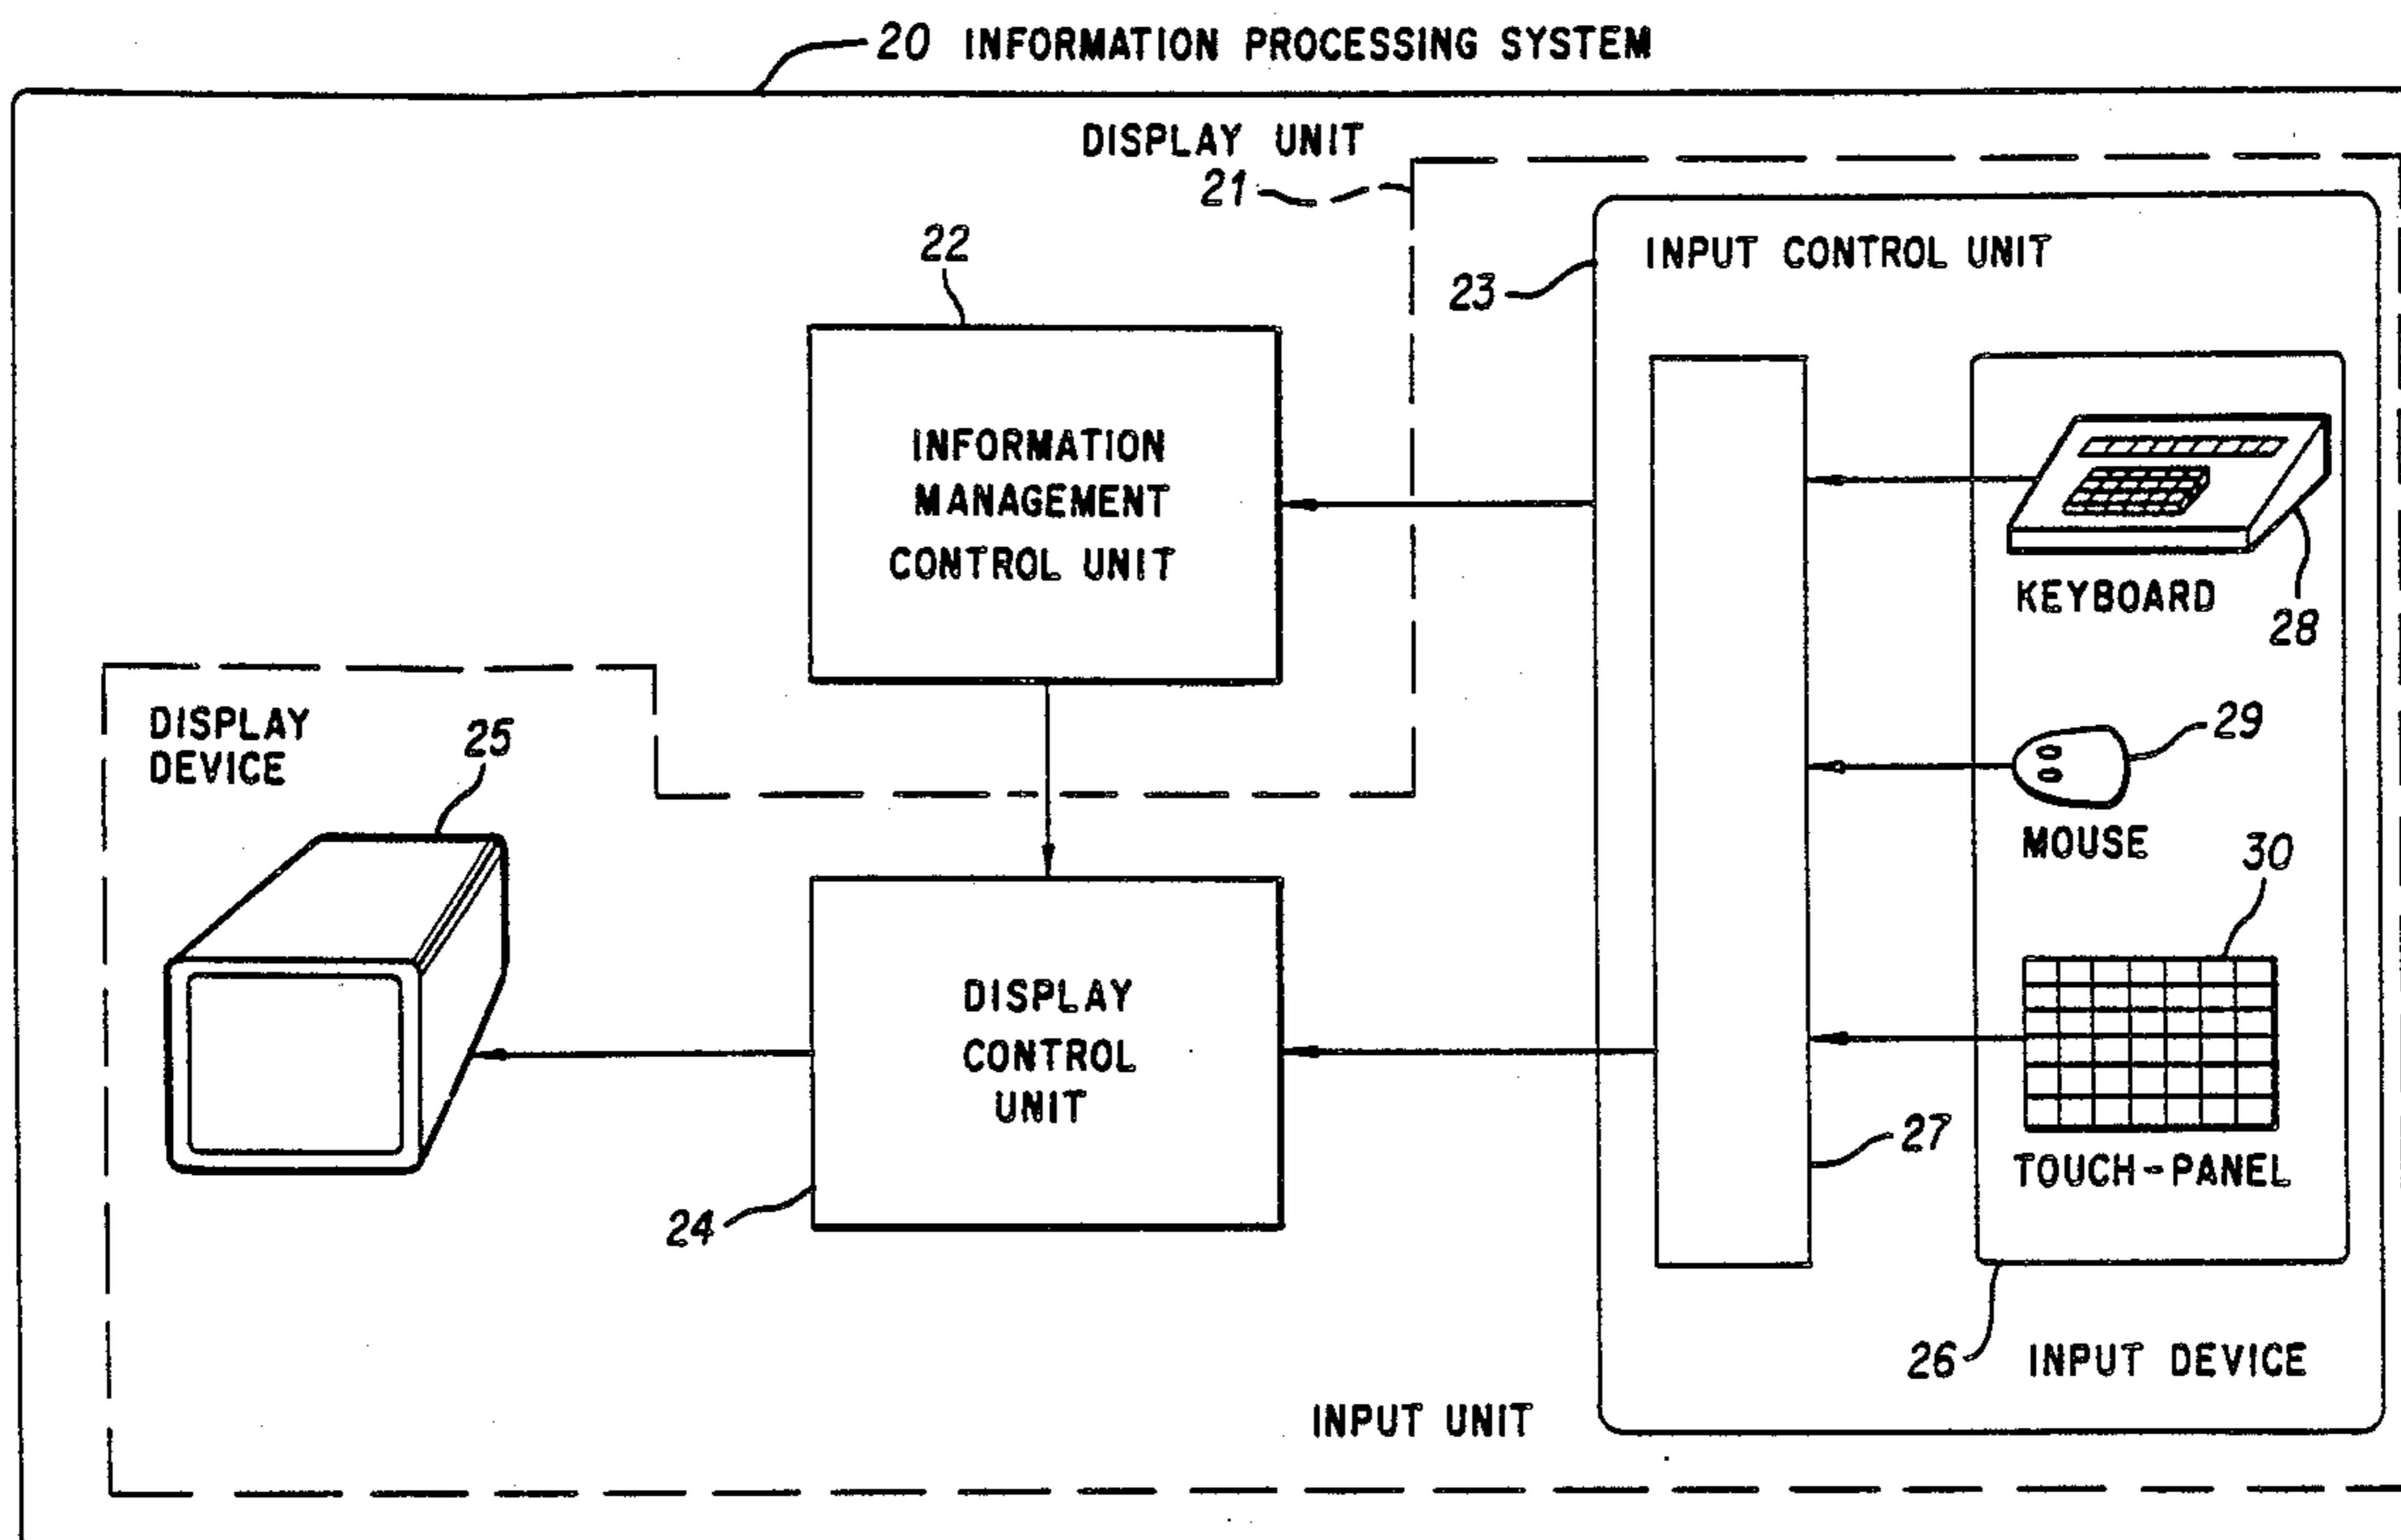 20 INFORMATION PROCESSING SYSTEM
DISPLAY UNIT
21
22
INPUT CONTROL UNIT
23
INFORMATION
MANAGEMENT
CONTROL UNIT
KEYBOARD
28
DISPLAY
DEVICE
25
29
MOUSE
30
DISPLAY
CONTROL
UNIT
24
27
TOUCH-PANEL
26 INPUT DEVICE
INPUT UNIT